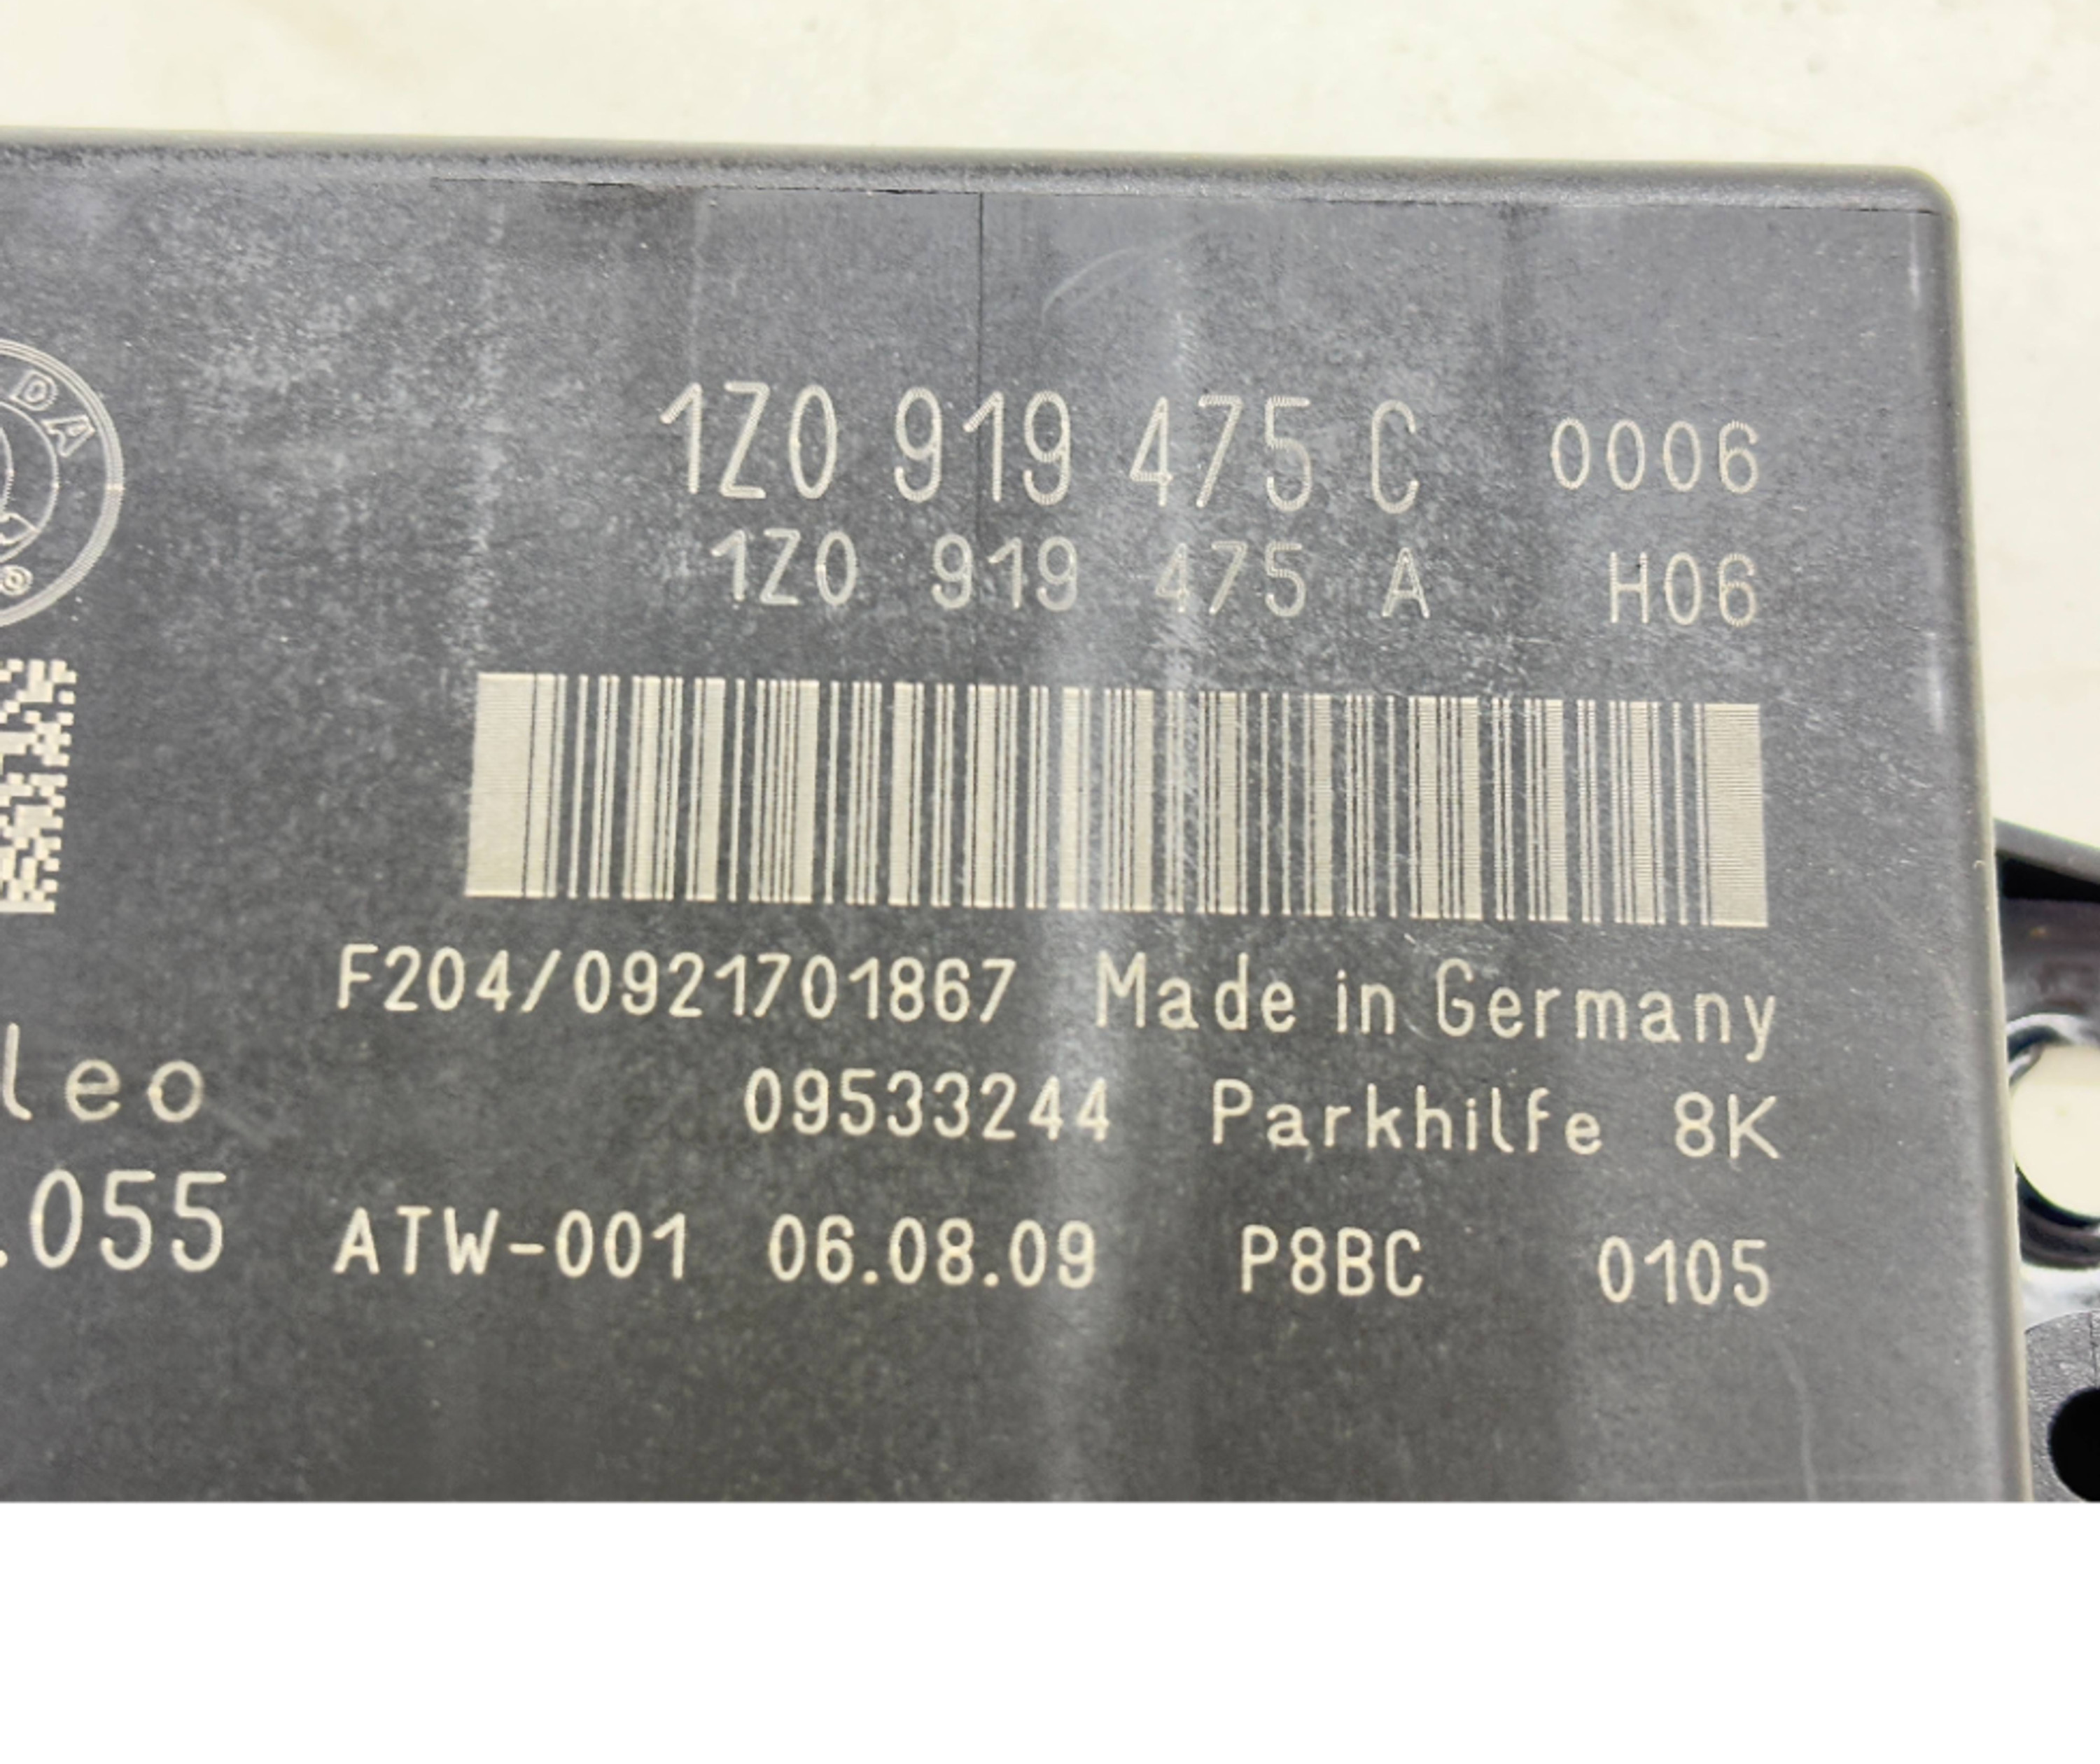 DA
1Z0 919 475 C 0006
1Z0 919 475 A H06
F204/0921701867 Made in Germany
leo 09533244 Parkhilfe 8K
.055 ATW-001 06.08.09 P8BC 0105